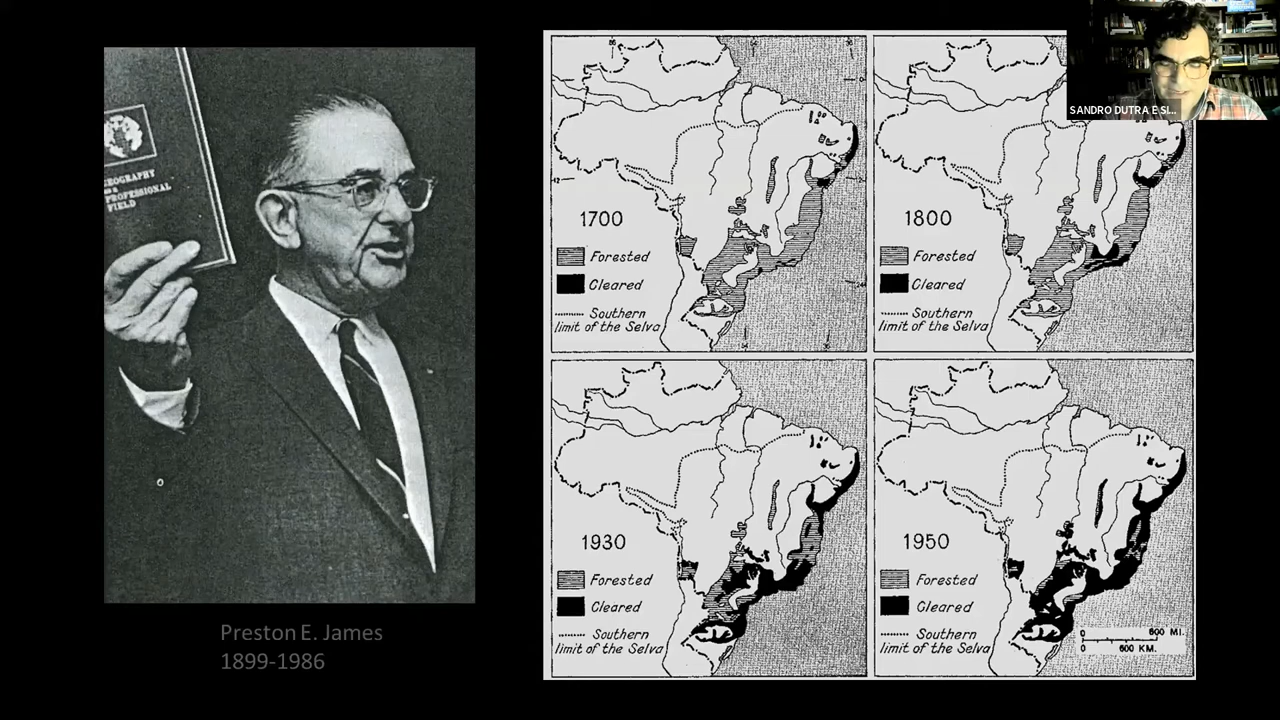 GEOGRAPHY
AS A
PROFESSIONAL
FIELD
Preston E. James
1899-1986
1700
Forested
Cleared
Southern
limit of the Selva
1800
Forested
Cleared
Southern
limit of the Selva
1930
Forested
Cleared
Southern
limit of the Selva
1950
Forested
Cleared
Southern
limit of the Selva
0 600 MI.
0 600 KM.
SANDRO DUTRA E SI...